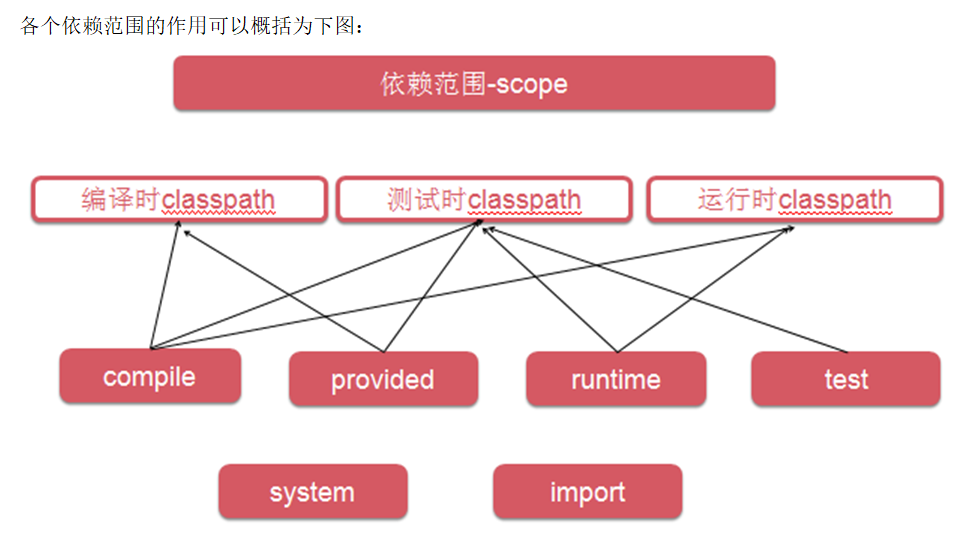 各个依赖范围的作用可以概括为下图：
依赖范围-scope
编译时classpath
测试时classpath
运行时classpath
compile
provided
runtime
test
system
import